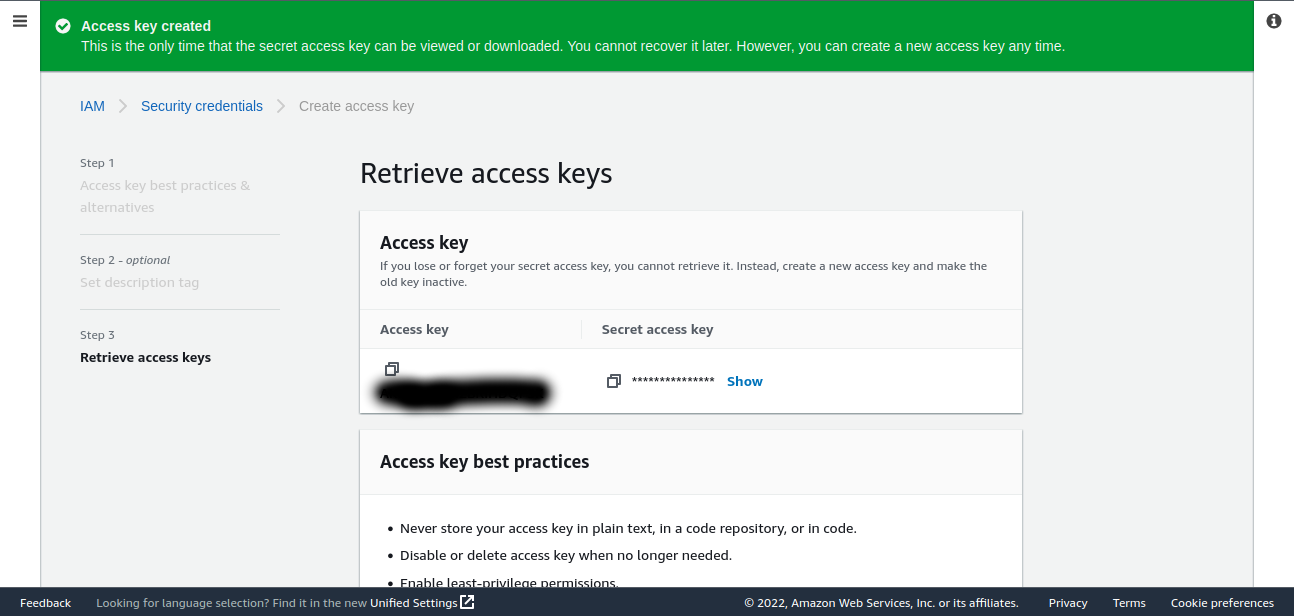 Access key created
This is the only time that the secret access key can be viewed or downloaded. You cannot recover it later. However, you can create a new access key any time.
IAM > Security credentials > Create access key
Step 1
Access key best practices &
alternatives
Step 2 - optional
Set description tag
Step 3
Retrieve access keys
Retrieve access keys
Access key
If you lose or forget your secret access key, you cannot retrieve it. Instead, create a new access key and make the
old key inactive.
Access key Secret access key
*************** Show
Access key best practices
• Never store your access key in plain text, in a code repository, or in code.
• Disable or delete access key when no longer needed.
• Enable least-privilege permissions.
Feedback Looking for language selection? Find it in the new Unified Settings © 2022, Amazon Web Services, Inc. or its affiliates. Privacy Terms Cookie preferences